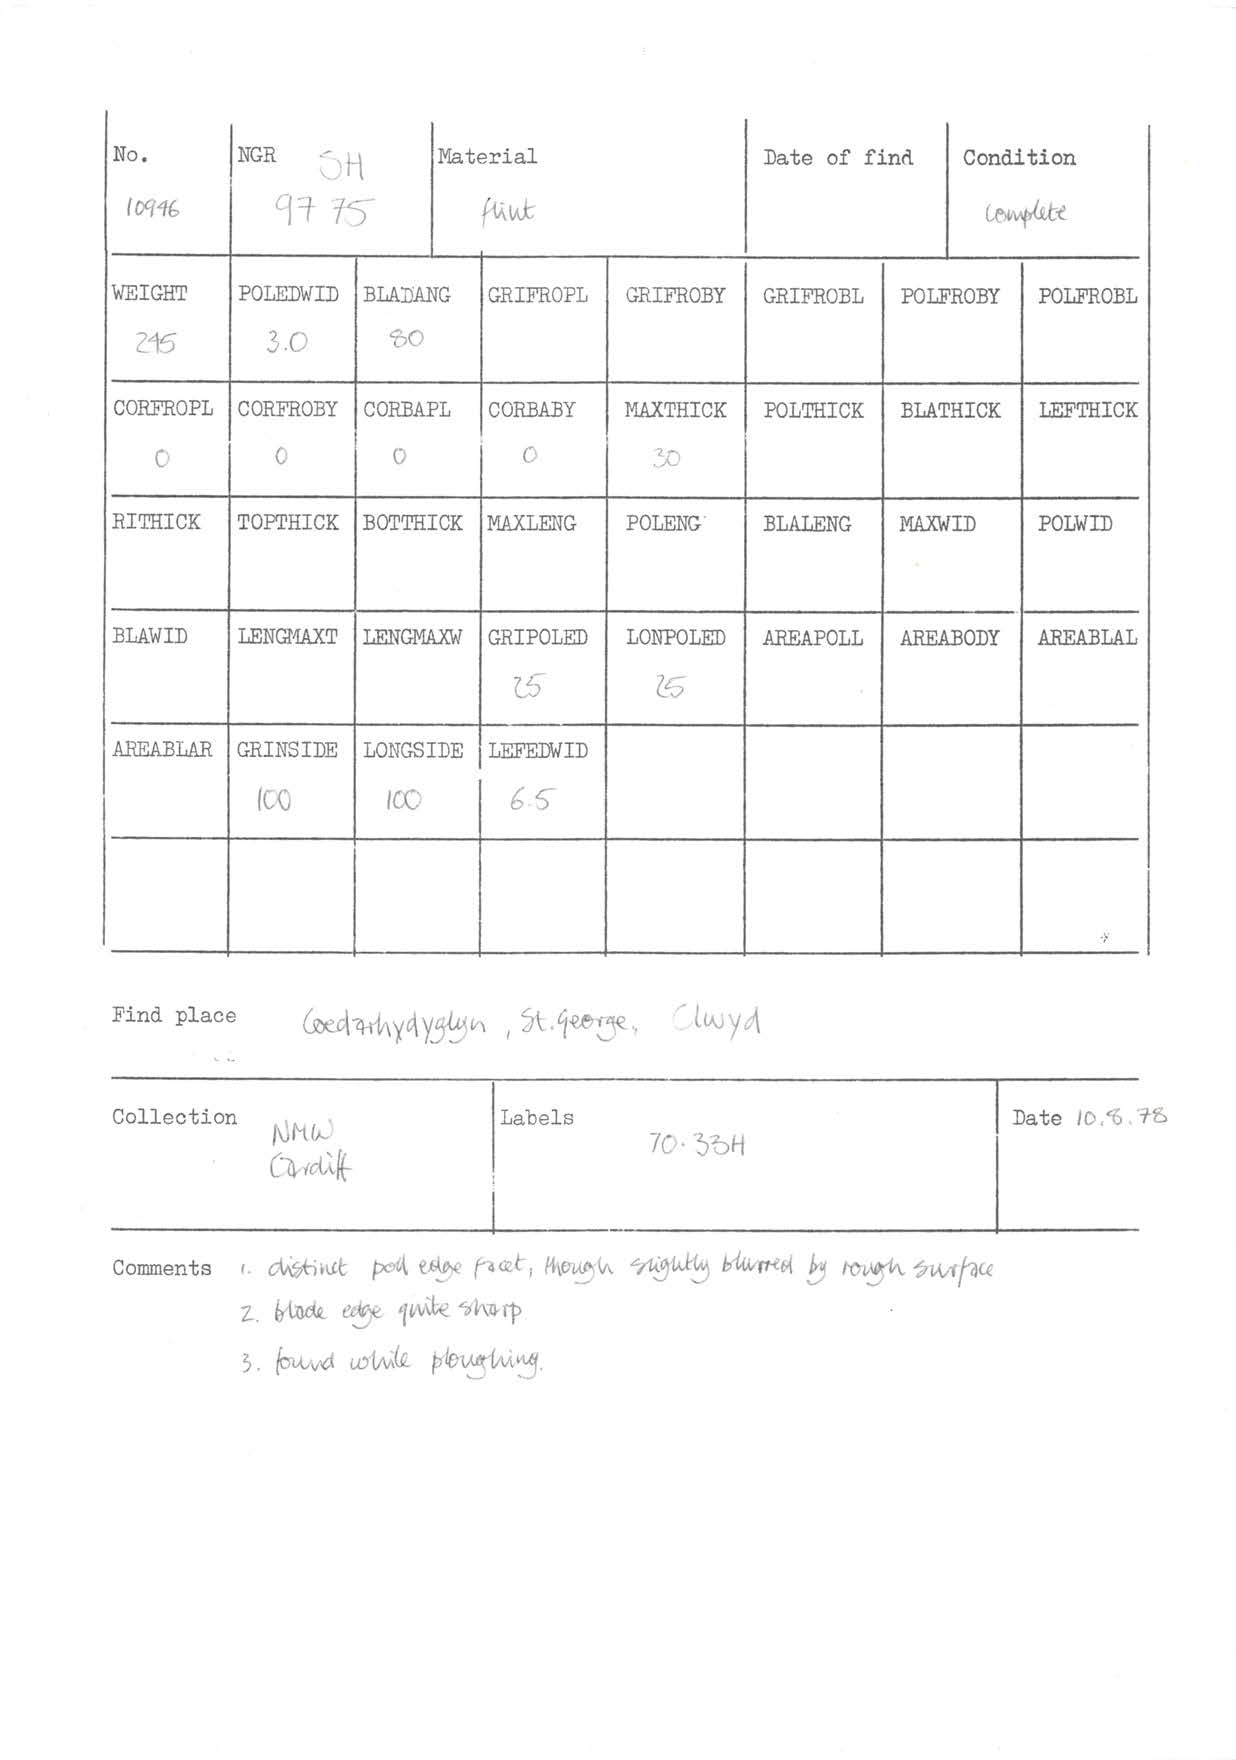 No. NGR SH Material Date of find Condition
10946 97 75 flint complete
WEIGHT POLEDWID BLADANG GRIFROPL GRIFROBY GRIFROBL POLFROBY POLFROBL
245 3.0 80
CORFROPL CORFROBY CORBAPL CORBABY MAXTHICK POLTHICK BLATHICK LEFTHICK
0 0 0 0 30
RITHICK TOPTHICK BOTTHICK MAXLENG POLENG BLALENG MAXWID POLWID
BLAWID LENGMAXT LENGMAXW GRIPOLED LONPOLED AREAPOLL AREABODY AREABLAL
25 25
AREABLAR GRINSIDE LONGSIDE LEFEDWID
100 100 6.5
Find place Coedarhydyglyn, St. George, Clwyd
Collection NMW Labels Date 10.8.78
Cardiff 70.33H
Comments 1. distinct poll edge facet, though slightly blurred by rough surface
2. blade edge quite sharp
3. found while ploughing.